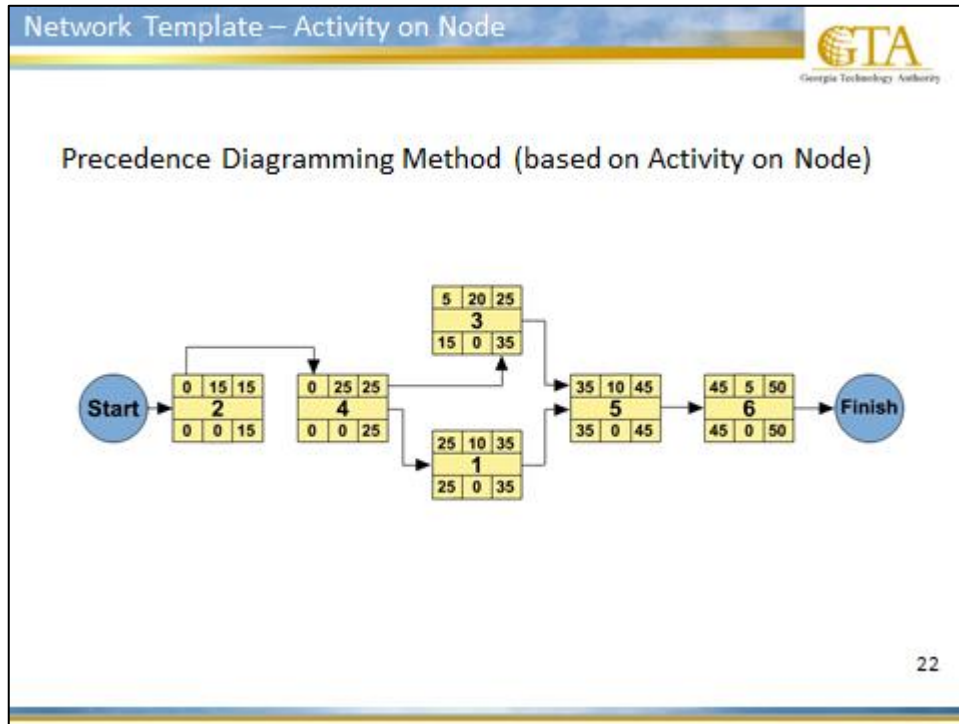 Network Template – Activity on Node
GTA
Georgia Technology Authority
Precedence Diagramming Method (based on Activity on Node)
5 20 25
3
15 0 35
Start
0 15 15
2
0 0 15
0 25 25
4
0 0 25
25 10 35
1
25 0 35
35 10 45
5
35 0 45
45 5 50
6
45 0 50
Finish
22